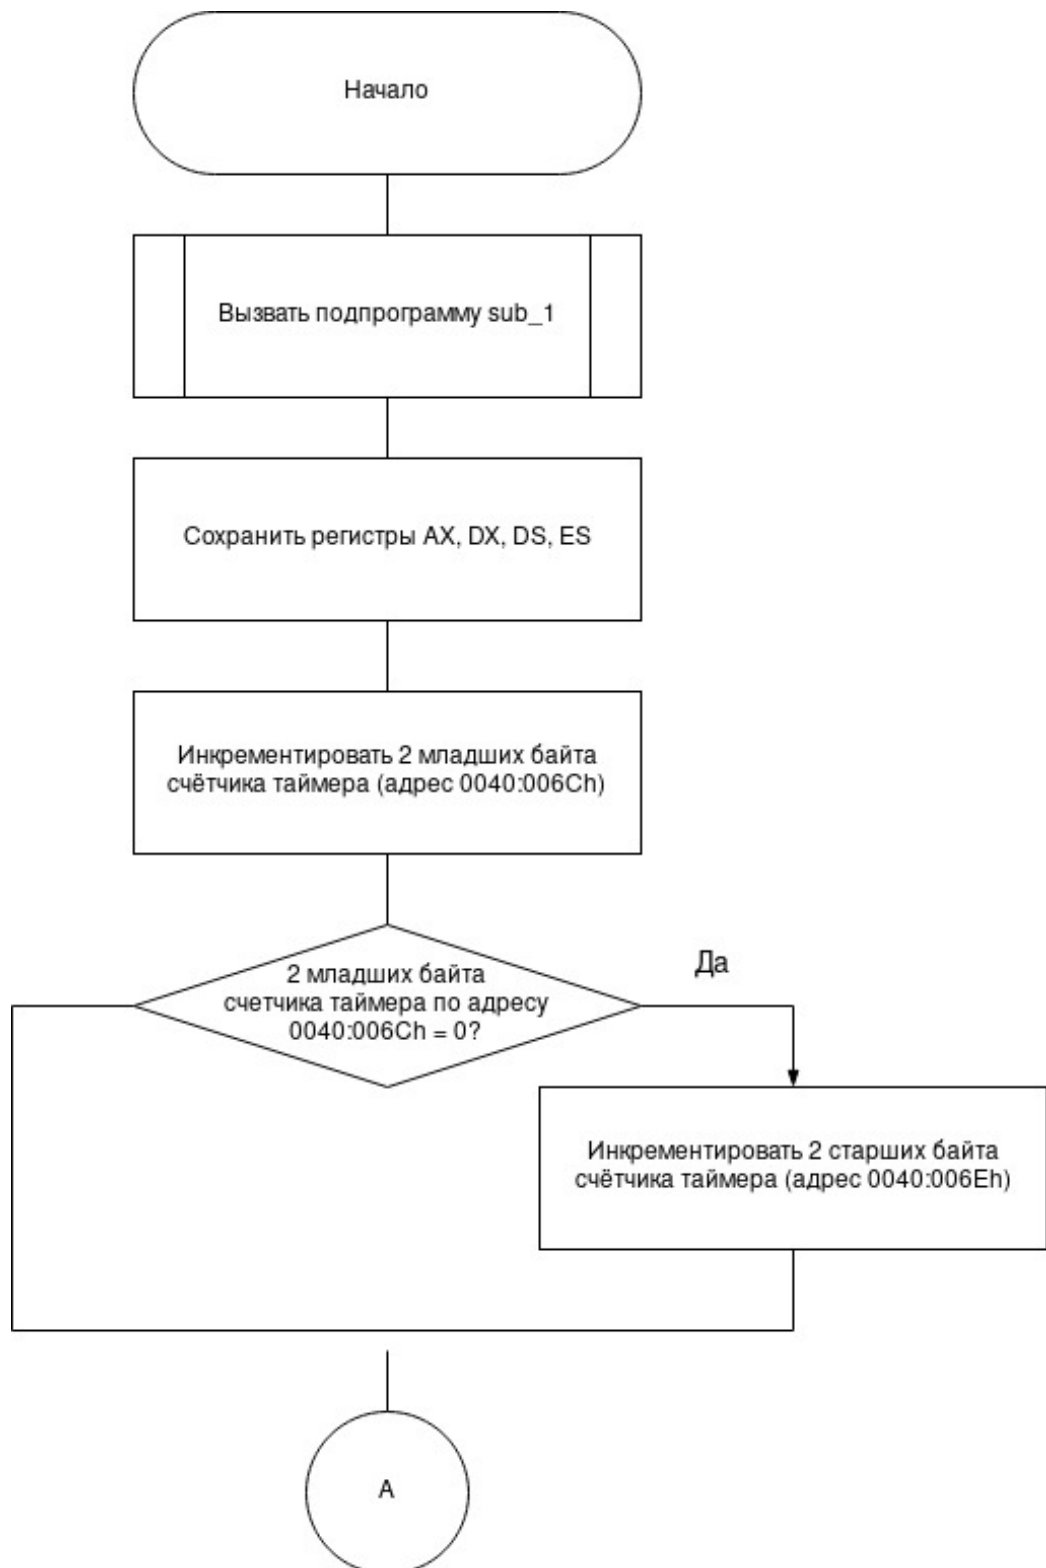 Начало
Вызвать подпрограмму sub_1
Сохранить регистры AX, DX, DS, ES
Инкрементировать 2 младших байта
счётчика таймера (адрес 0040:006Ch)
2 младших байта
счетчика таймера по адресу
0040:006Ch = 0?
Да
Инкрементировать 2 старших байта
счётчика таймера (адрес 0040:006Eh)
A